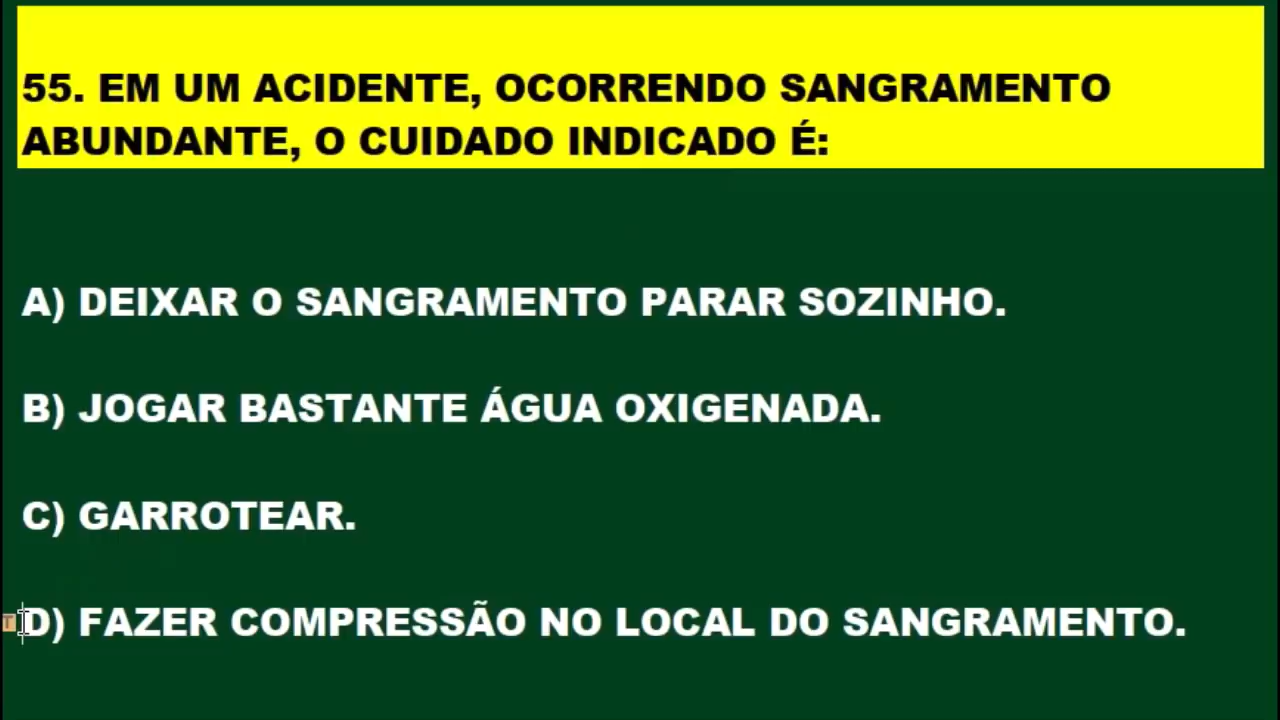 55. EM UM ACIDENTE, OCORRENDO SANGRAMENTO
ABUNDANTE, O CUIDADO INDICADO É:
A) DEIXAR O SANGRAMENTO PARAR SOZINHO.
B) JOGAR BASTANTE ÁGUA OXIGENADA.
C) GARROTEAR.
D) FAZER COMPRESSÃO NO LOCAL DO SANGRAMENTO.